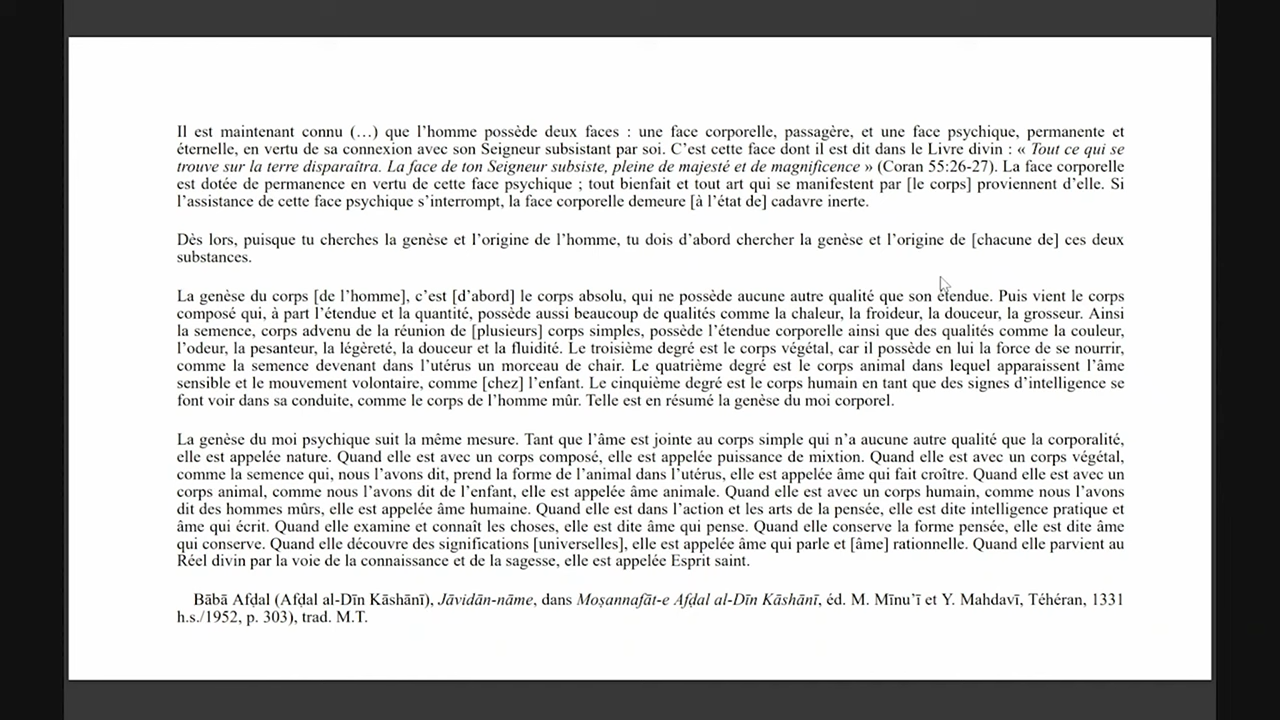 Il est maintenant connu (…) que l’homme possède deux faces : une face corporelle, passagère, et une face psychique, permanente et
éternelle, en vertu de sa connexion avec son Seigneur subsistant par soi. C’est cette face dont il est dit dans le Livre divin : « Tout ce qui se
trouve sur la terre disparaîtra. La face de ton Seigneur subsiste, pleine de majesté et de magnificence » (Coran 55:26-27). La face corporelle
est dotée de permanence en vertu de cette face psychique ; tout bienfait et tout art qui se manifestent par [le corps] proviennent d’elle. Si
l’assistance de cette face psychique s’interrompt, la face corporelle demeure [à l’état de] cadavre inerte.
Dès lors, puisque tu cherches la genèse et l’origine de l’homme, tu dois d’abord chercher la genèse et l’origine de [chacune de] ces deux
substances.
La genèse du corps [de l’homme], c’est [d’abord] le corps absolu, qui ne possède aucune autre qualité que son étendue. Puis vient le corps
composé qui, à part l’étendue et la quantité, possède aussi beaucoup de qualités comme la chaleur, la froideur, la douceur, la grosseur. Ainsi
la semence, corps advenu de la réunion de [plusieurs] corps simples, possède l’étendue corporelle ainsi que des qualités comme la couleur,
l’odeur, la pesanteur, la légèreté, la douceur et la fluidité. Le troisième degré est le corps végétal, car il possède en lui la force de se nourrir,
comme la semence devenant dans l’utérus un morceau de chair. Le quatrième degré est le corps animal dans lequel apparaissent l’âme
sensible et le mouvement volontaire, comme [chez] l’enfant. Le cinquième degré est le corps humain en tant que des signes d’intelligence se
font voir dans sa conduite, comme le corps de l’homme mûr. Telle est en résumé la genèse du moi corporel.
La genèse du moi psychique suit la même mesure. Tant que l’âme est jointe au corps simple qui n’a aucune autre qualité que la corporalité,
elle est appelée nature. Quand elle est avec un corps composé, elle est appelée puissance de mixtion. Quand elle est avec un corps végétal,
comme la semence qui, nous l’avons dit, prend la forme de l’animal dans l’utérus, elle est appelée âme qui fait croître. Quand elle est avec un
corps animal, comme nous l’avons dit de l’enfant, elle est appelée âme animale. Quand elle est avec un corps humain, comme nous l’avons
dit des hommes mûrs, elle est appelée âme humaine. Quand elle est dans l’action et les arts de la pensée, elle est dite intelligence pratique et
âme qui écrit. Quand elle examine et connaît les choses, elle est dite âme qui pense. Quand elle conserve la forme pensée, elle est dite âme
qui conserve. Quand elle découvre des significations [universelles], elle est appelée âme qui parle et [âme] rationnelle. Quand elle parvient au
Réel divin par la voie de la connaissance et de la sagesse, elle est appelée Esprit saint.
Bābā Afḍal (Afḍal al-Dīn Kāshānī), Jāvidān-nāme, dans Moṣannafāt-e Afḍal al-Dīn Kāshānī, éd. M. Mīnu’ī et Y. Mahdavī, Téhéran, 1331
h.s./1952, p. 303), trad. M.T.